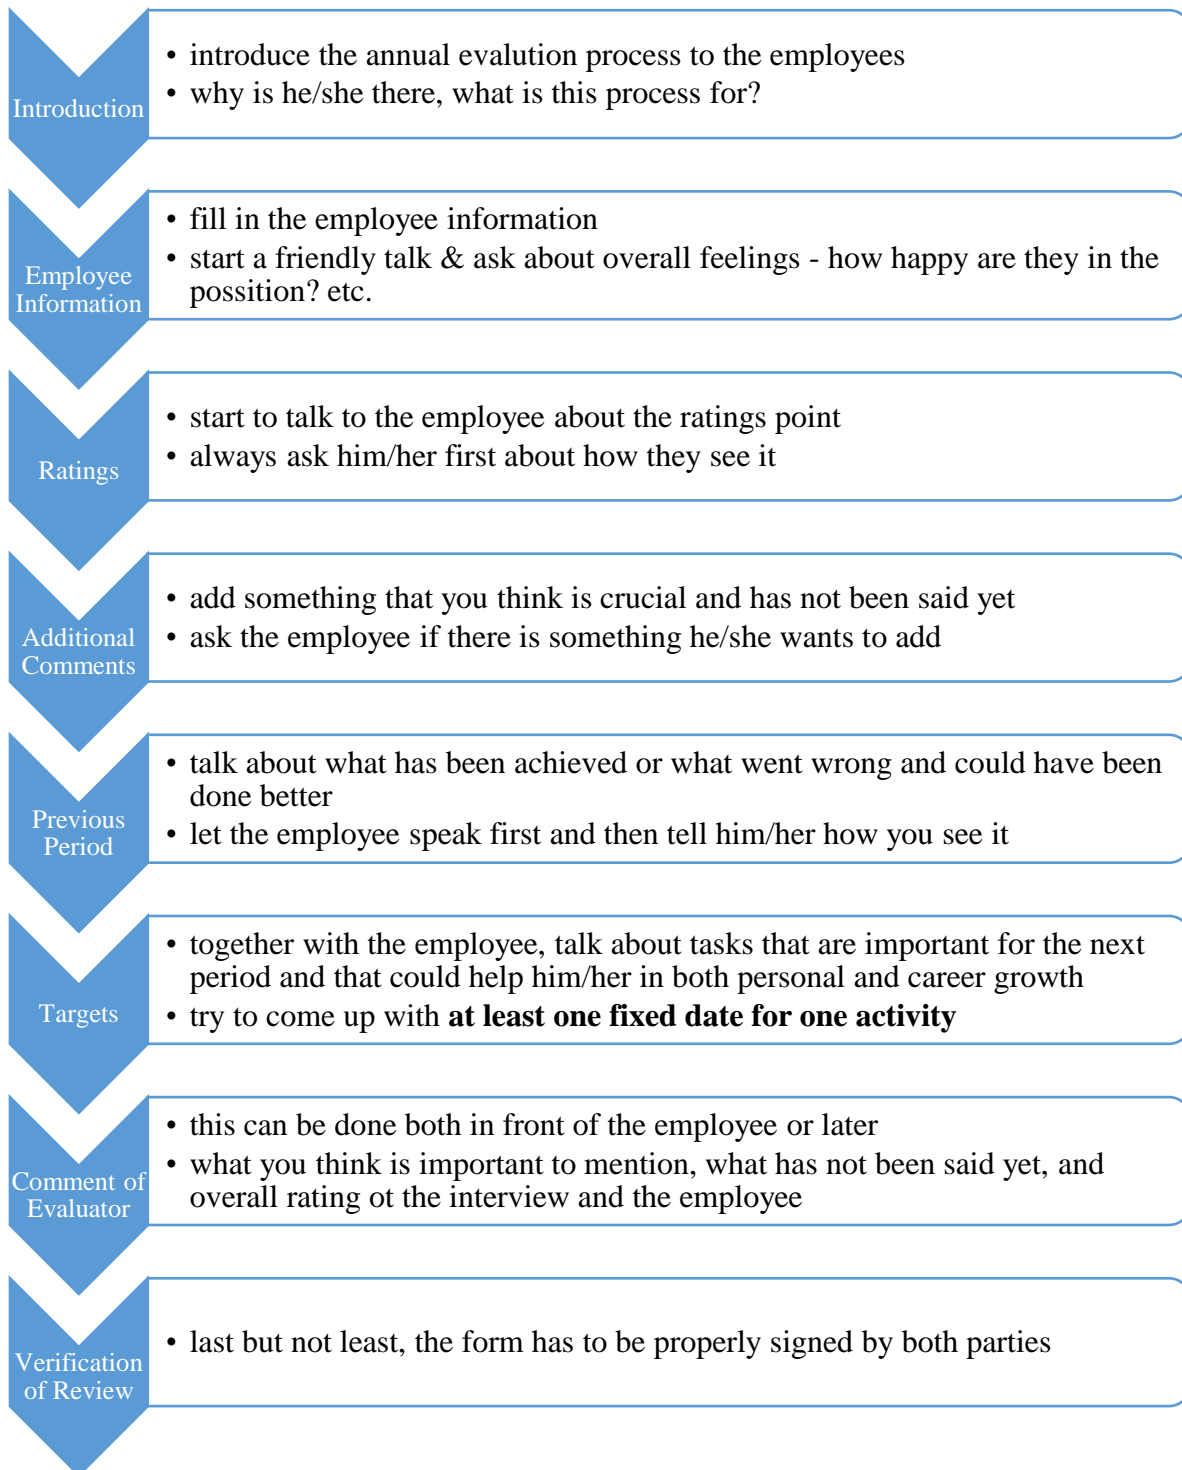 Introduction
• introduce the annual evalution process to the employees
• why is he/she there, what is this process for?
Employee
Information
• fill in the employee information
• start a friendly talk & ask about overall feelings - how happy are they in the
possition? etc.
Ratings
• start to talk to the employee about the ratings point
• always ask him/her first about how they see it
Additional
Comments
• add something that you think is crucial and has not been said yet
• ask the employee if there is something he/she wants to add
Previous
Period
• talk about what has been achieved or what went wrong and could have been
done better
• let the employee speak first and then tell him/her how you see it
Targets
• together with the employee, talk about tasks that are important for the next
period and that could help him/her in both personal and career growth
• try to come up with at least one fixed date for one activity
Comment of
Evaluator
• this can be done both in front of the employee or later
• what you think is important to mention, what has not been said yet, and
overall rating ot the interview and the employee
Verification
of Review
• last but not least, the form has to be properly signed by both parties